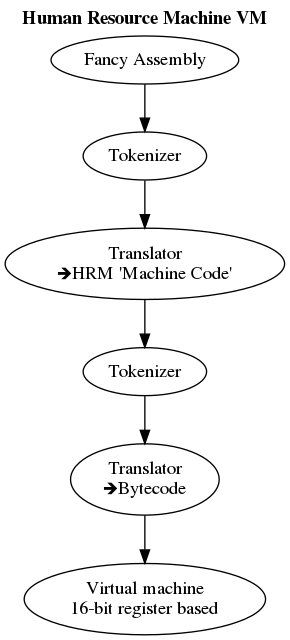 Human Resource Machine VM
Fancy Assembly
Tokenizer
Translator
➔HRM 'Machine Code'
Tokenizer
Translator
➔Bytecode
Virtual machine
16-bit register based